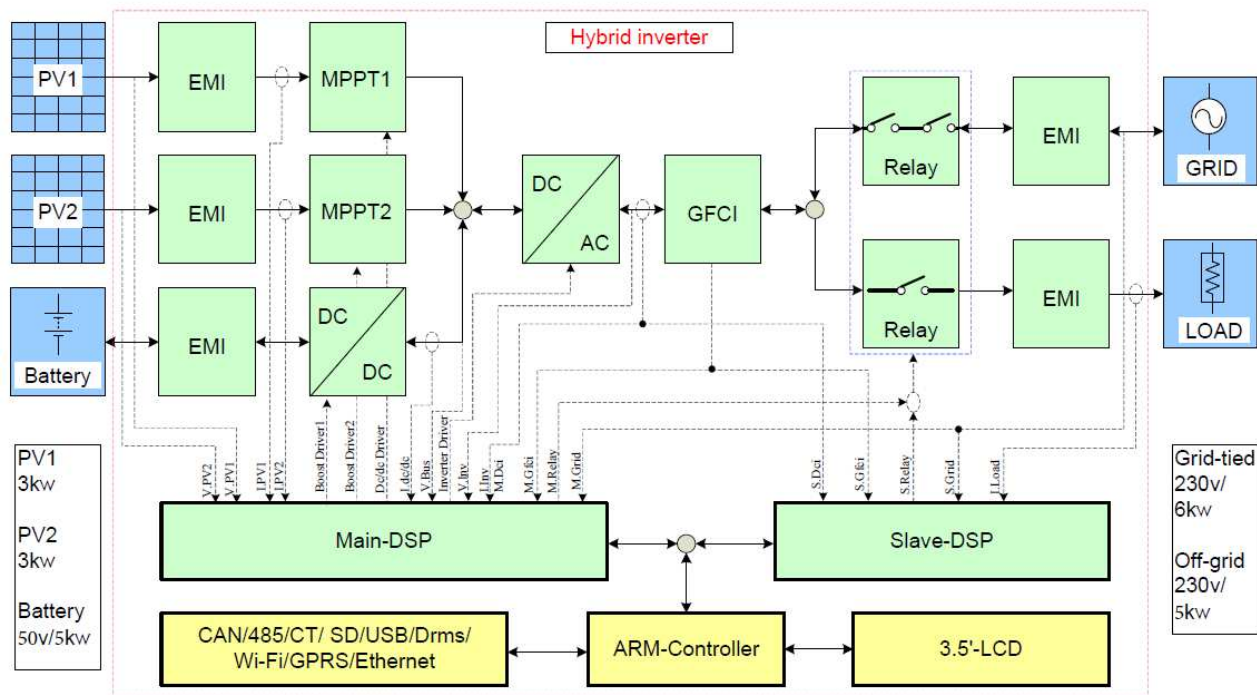 Hybrid inverter
PV1
EMI
MPPT1
Relay
EMI
GRID
PV2
EMI
MPPT2
DC
AC
GFCI
Relay
EMI
LOAD
Battery
EMI
DC
DC
V.PV2
V.PV1
I.PV1
I.PV2
Boost Driver1
Boost Driver2
Dc/dc Driver
I.dc/dc
V.Bus
Inverter Driver
V.Inv
I.Inv
M.Dci
M.Gfci
M.Relay
M.Grid
S.Dci
S.Gfci
S.Relay
S.Grid
I.Load
PV1
3kw
PV2
3kw
Battery
50v/5kw
Main-DSP
Slave-DSP
Grid-tied
230v/
6kw
Off-grid
230v/
5kw
CAN/485/CT/ SD/USB/Drms/
Wi-Fi/GPRS/Ethernet
ARM-Controller
3.5'-LCD